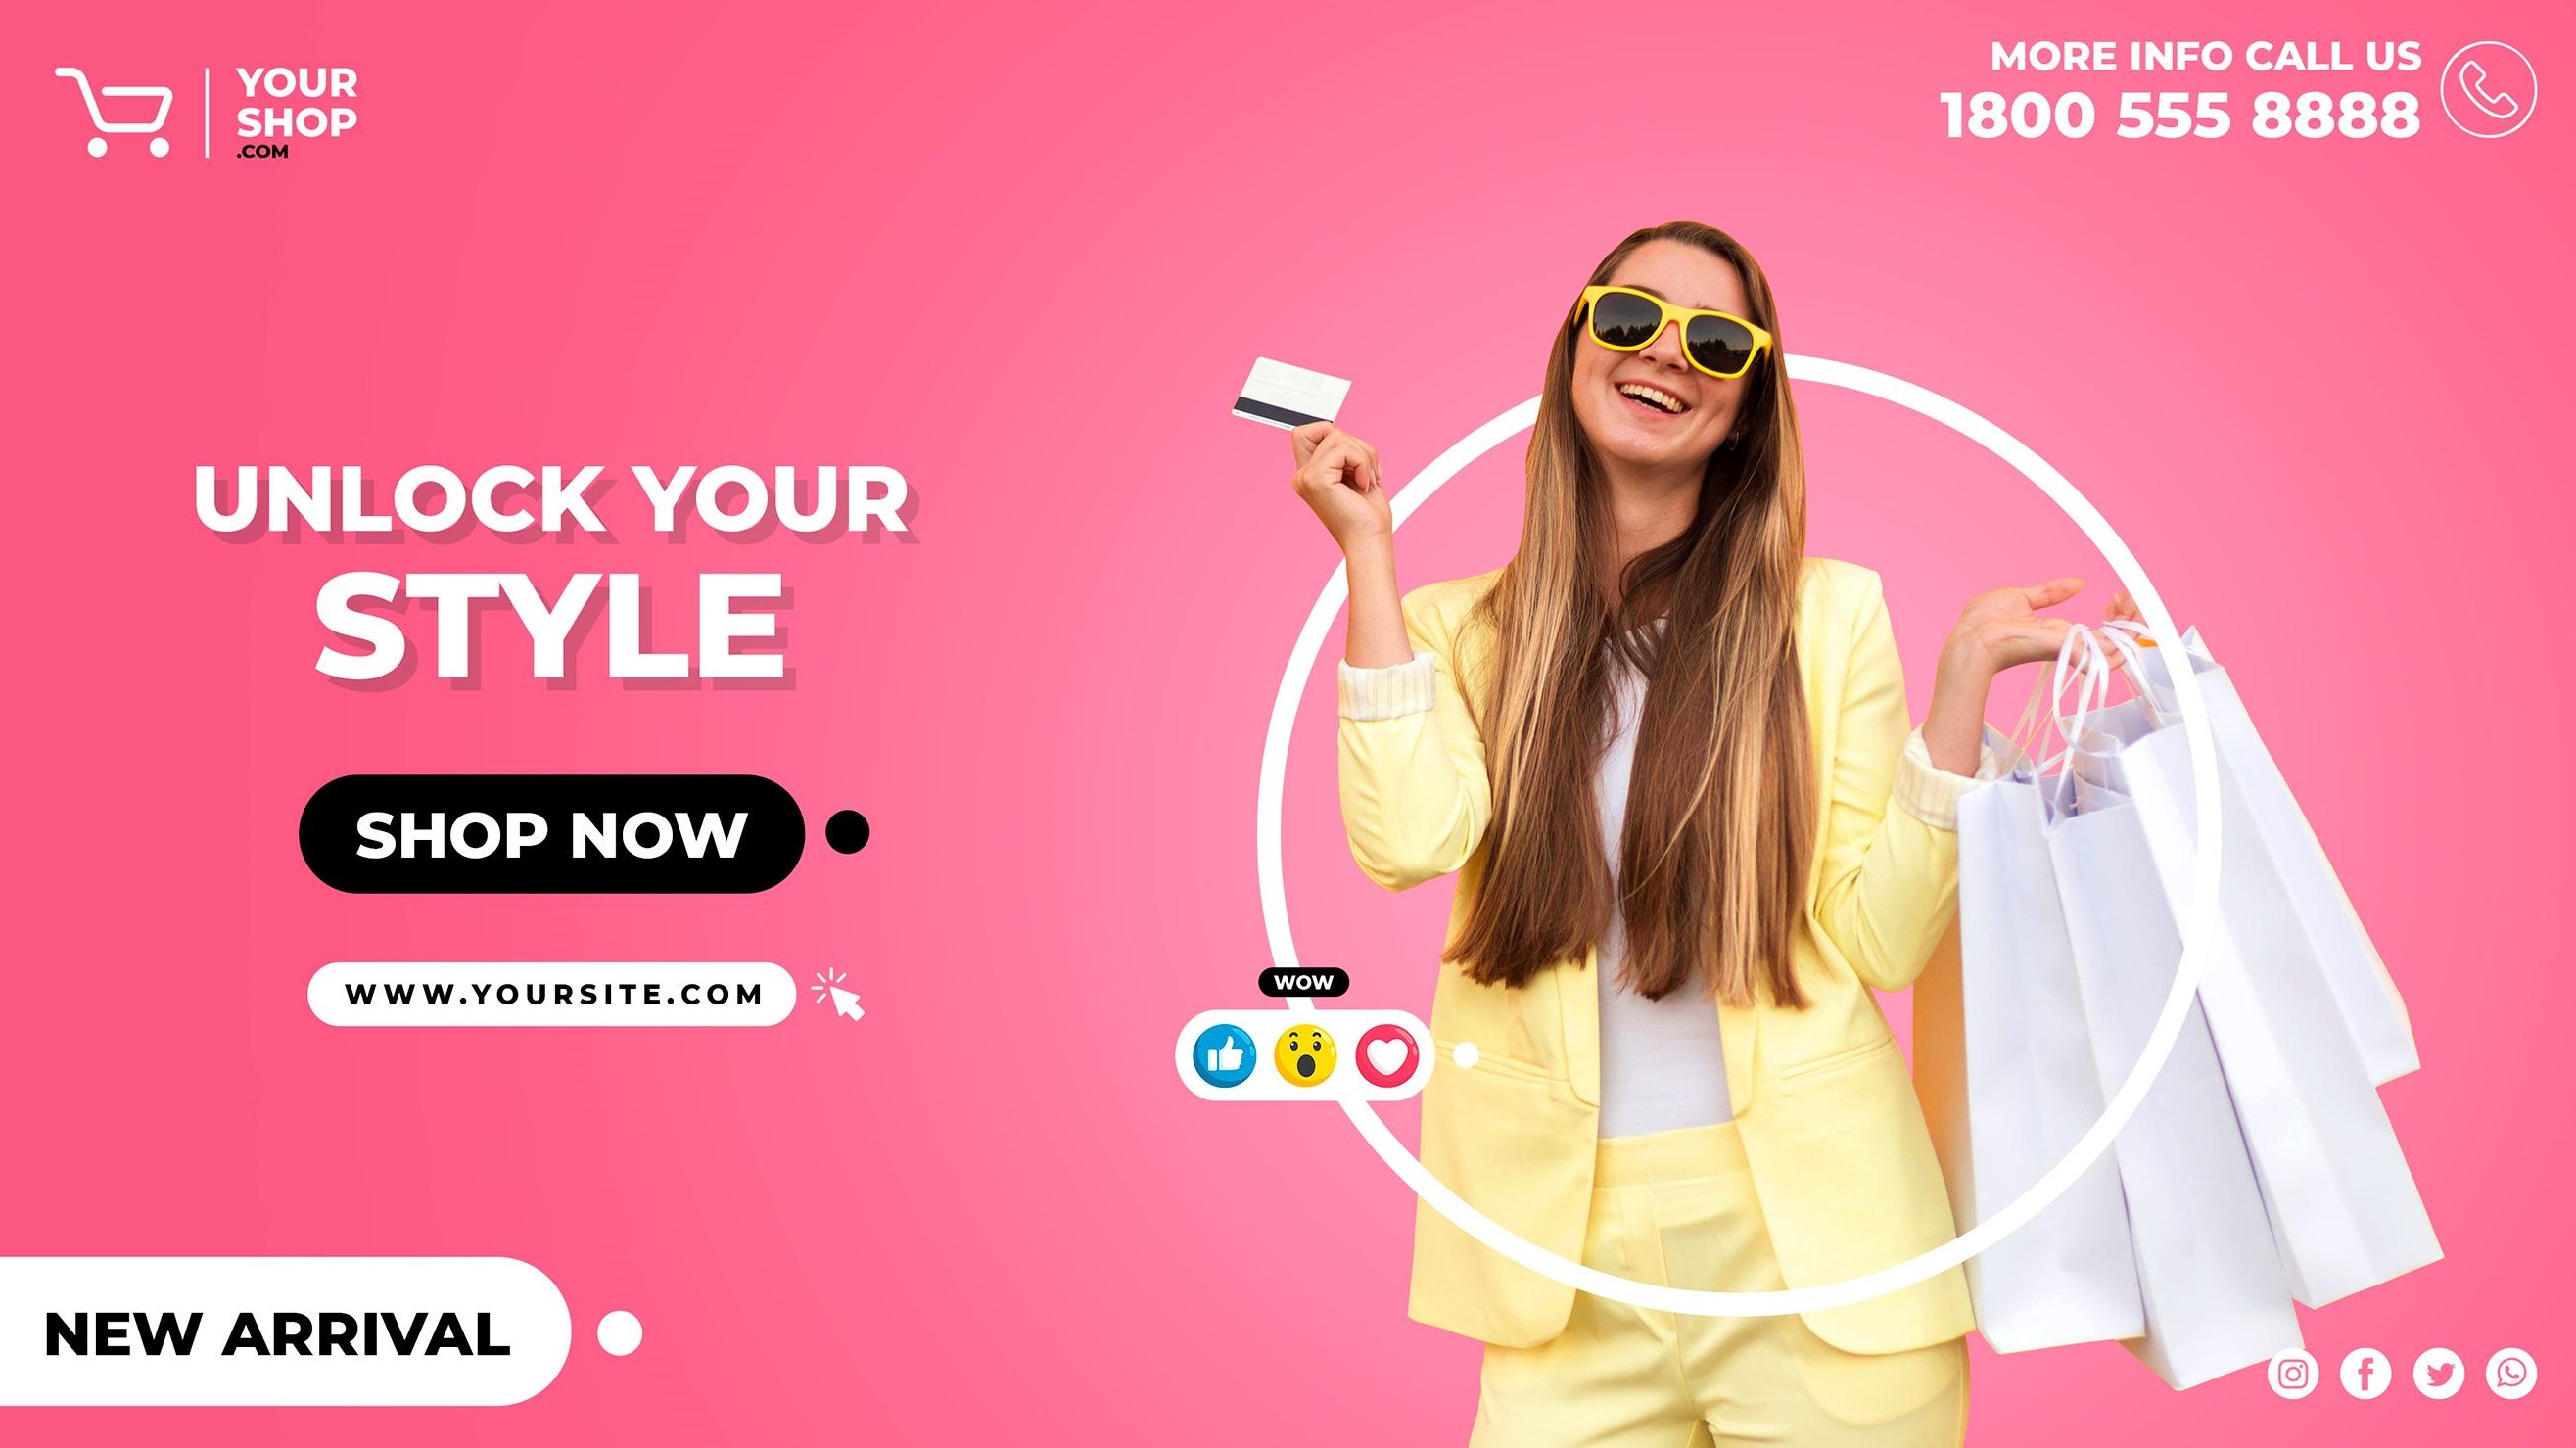 YOUR
SHOP
.COM
MORE INFO CALL US
1800 555 8888
UNLOCK YOUR
STYLE
SHOP NOW
WWW.YOURSITE.COM
WOW
NEW ARRIVAL